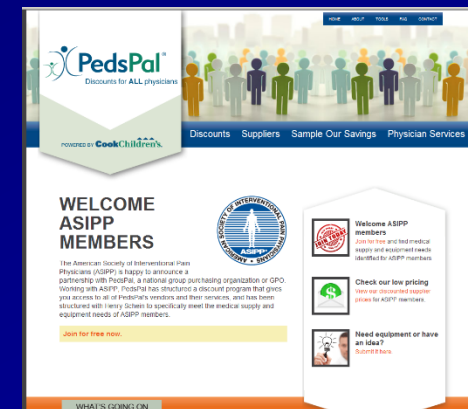 HOME ABOUT TOOLS FAQ CONTACT
PedsPal®
Discounts for ALL physicians
POWERED BY CookChildren's.
Discounts Suppliers Sample Our Savings Physician Services
WELCOME
ASIPP
MEMBERS
AMERICAN SOCIETY OF INTERVENTIONAL PAIN PHYSICIANS
ASIPP
The American Society of Interventional Pain
Physicians (ASIPP) is happy to announce a
partnership with PedsPal, a national group purchasing organization or GPO.
Working with ASIPP, PedsPal has structured a discount program that gives
you access to all of PedsPal's vendors and their services, and has been
structured with Henry Schein to specifically meet the medical supply and
equipment needs of ASIPP members.
Join for free now.
JOIN TODAY
Welcome ASIPP
members
Join for free and find medical
supply and equipment needs
identified for ASIPP members.
Check our low pricing
View our discounted supplier
prices for ASIPP members.
Need equipment or have
an idea?
Submit it here.
WHAT'S GOING ON